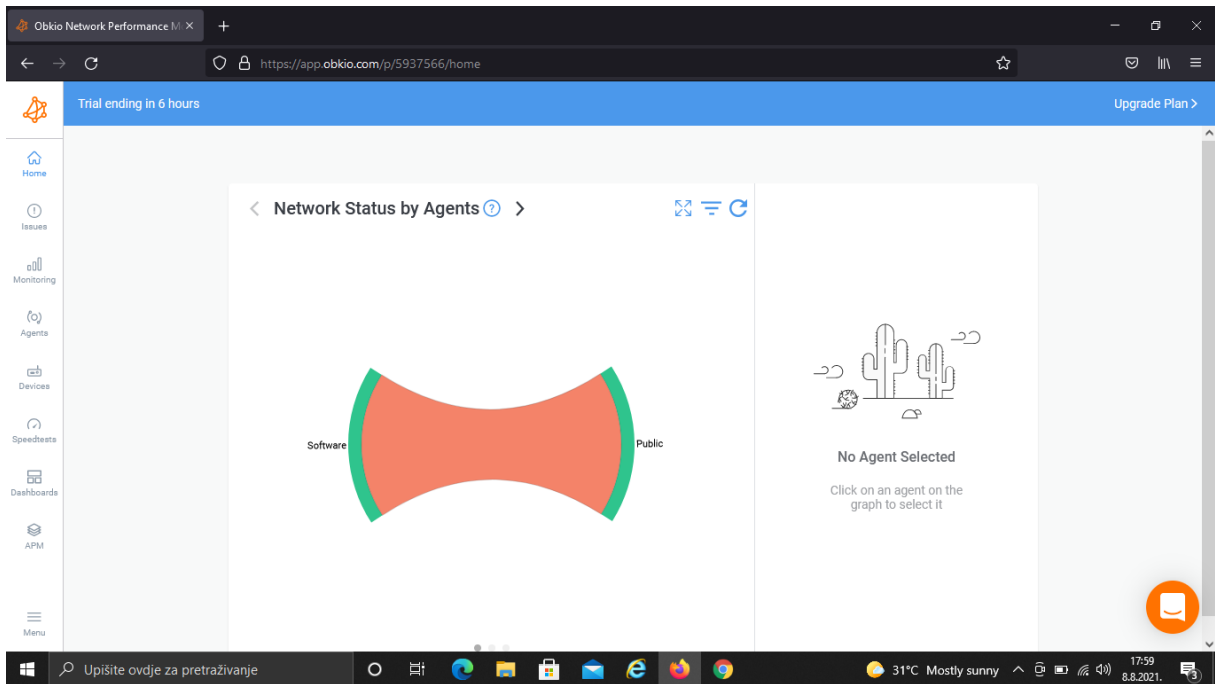 Obkio Network Performance M
https://app.obkio.com/p/5937566/home
Trial ending in 6 hours
Upgrade Plan >
Home
Issues
Monitoring
Agents
Devices
Speedtests
Dashboards
APM
Menu
Network Status by Agents ?
Software
Public
No Agent Selected
Click on an agent on the
graph to select it
Upišite ovdje za pretraživanje
31°C Mostly sunny
17:59
8.8.2021.
3